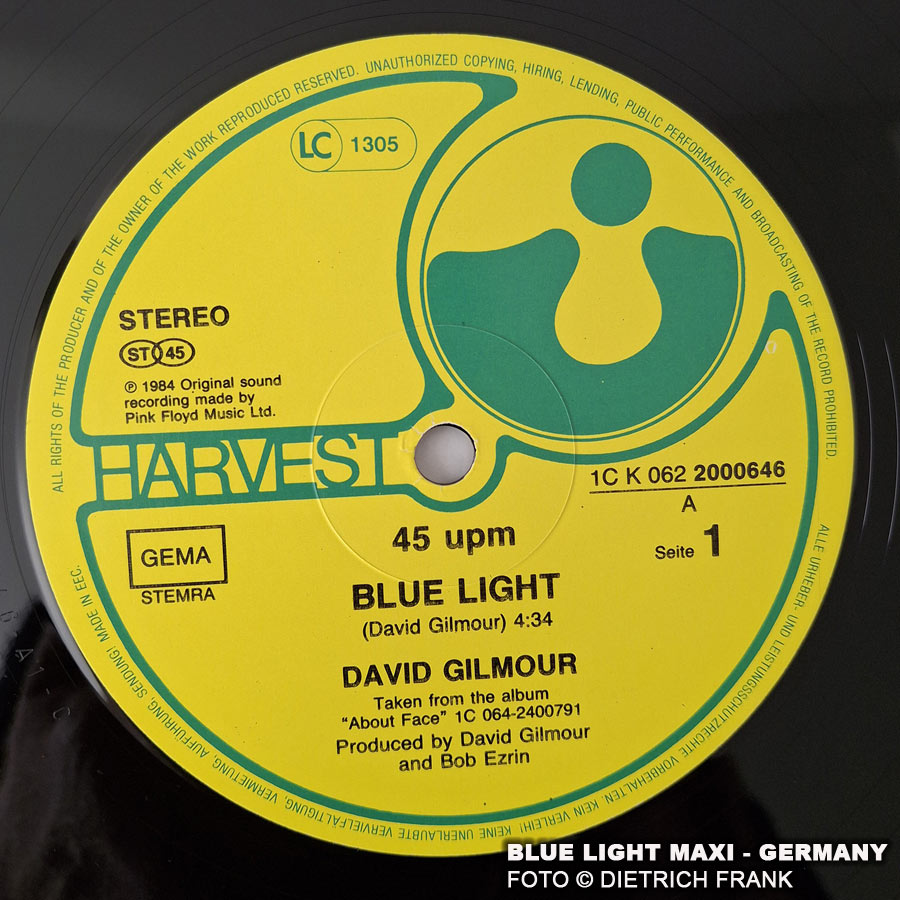 ALL RIGHTS OF THE PRODUCER AND OF THE OWNER OF THE WORK REPRODUCED RESERVED. UNAUTHORIZED COPYING, HIRING, LENDING, PUBLIC PERFORMANCE AND BROADCASTING OF THE RECORD PROHIBITED.
LC 1305
STEREO
ST 45
℗ 1984 Original sound
recording made by
Pink Floyd Music Ltd.
HARVEST
1C K 062 2000646
A
Seite 1
45 upm
GEMA
STEMRA
BLUE LIGHT
(David Gilmour) 4:34
DAVID GILMOUR
Taken from the album
"About Face" 1C 064-2400791
Produced by David Gilmour
and Bob Ezrin
ALLE URHEBER- UND LEISTUNGSSCHUTZRECHTE VORBEHALTEN. KEIN VERLEIH! KEINE UNERLAUBTE VERVIELFÄLTIGUNG, VERMIETUNG, AUFFÜHRUNG, SENDUNG! MADE IN EEC.
BLUE LIGHT MAXI - GERMANY
FOTO © DIETRICH FRANK